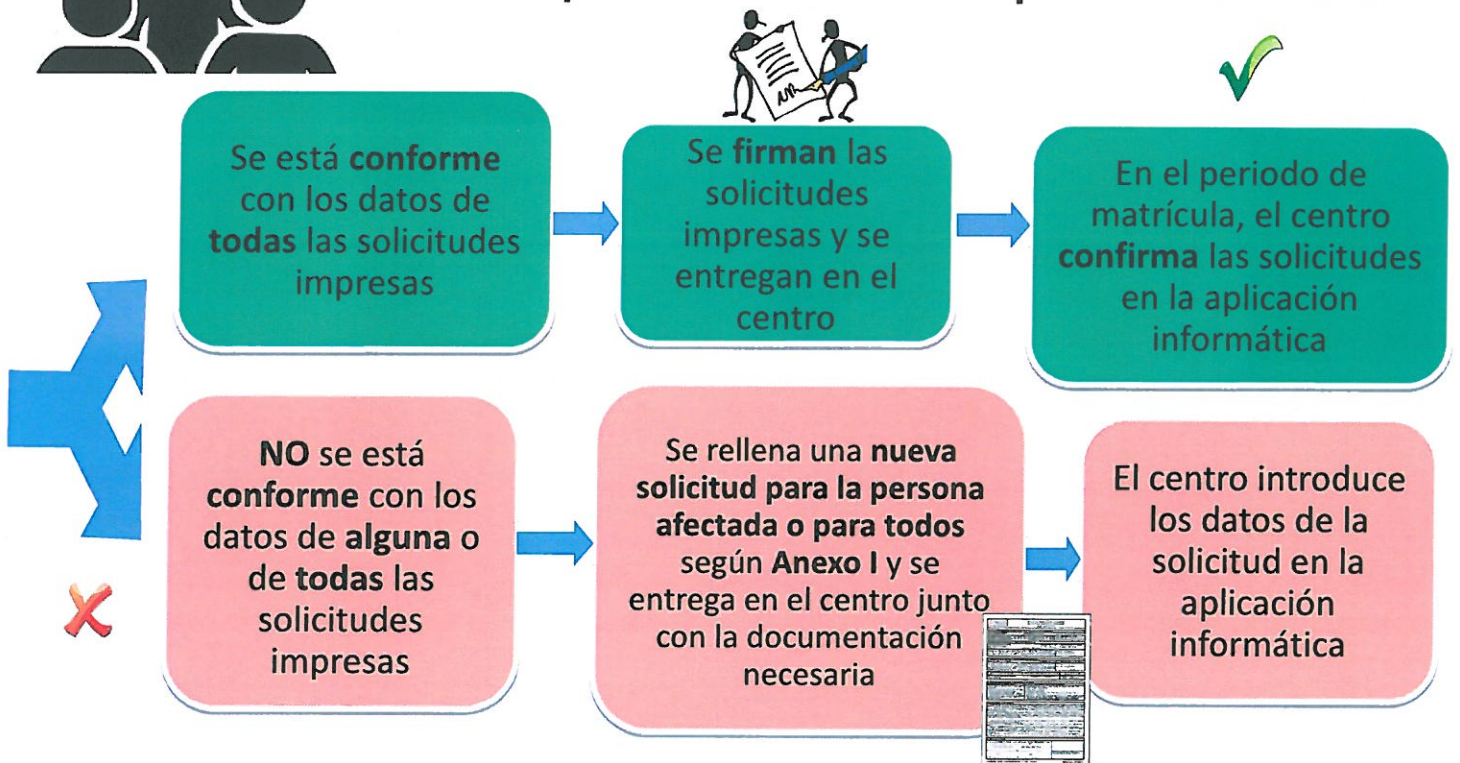 Se está conforme
con los datos de
todas las solicitudes
impresas
Se firman las
solicitudes
impresas y se
entregan en el
centro
En el periodo de
matrícula, el centro
confirma las solicitudes
en la aplicación
informática
NO se está
conforme con los
datos de alguna o
de todas las
solicitudes
impresas
Se rellena una nueva
solicitud para la persona
afectada o para todos
según Anexo I y se
entrega en el centro junto
con la documentación
necesaria
El centro introduce
los datos de la
solicitud en la
aplicación
informática